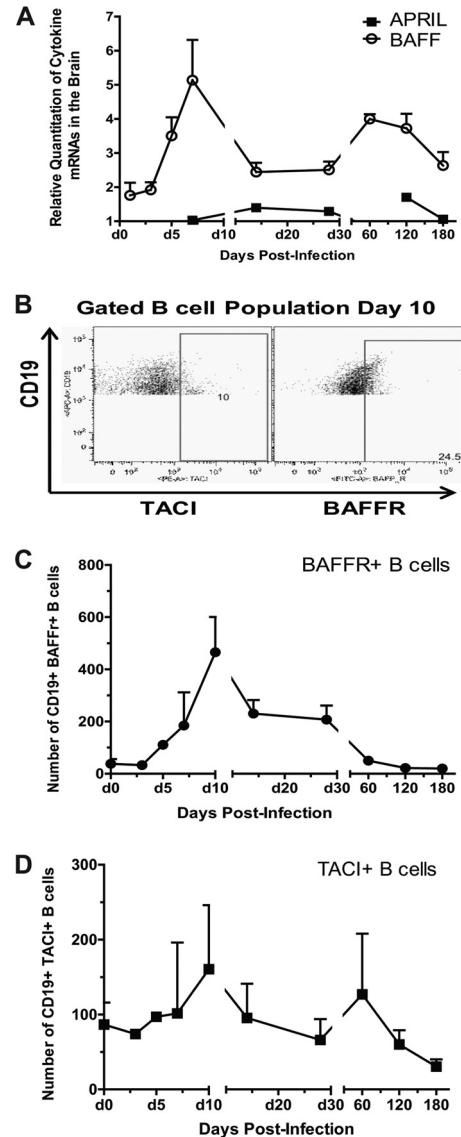 A
APRIL
BAFF
Relative Quantitation of Cytokine
mRNAs in the Brain
7
6
5
4
3
2
1
d0 d5 d10 d20 d30 60 120 180
Days Post-Infection
B
Gated B cell Population Day 10
CD19
<APC-A>: CD19
10
24.5
<PE-A>: TACI
TACI
BAFFR
C
BAFFR+ B cells
Number of CD19+ BAFFr+ B cells
800
600
400
200
0
d0 d5 d10 d20 d30 60 120 180
Days Post-Infection
D
TACI+ B cells
Number of CD19+ TACI+ B cells
300
200
100
0
d0 d5 d10 d20 d30 60 120 180
Days Post-Infection